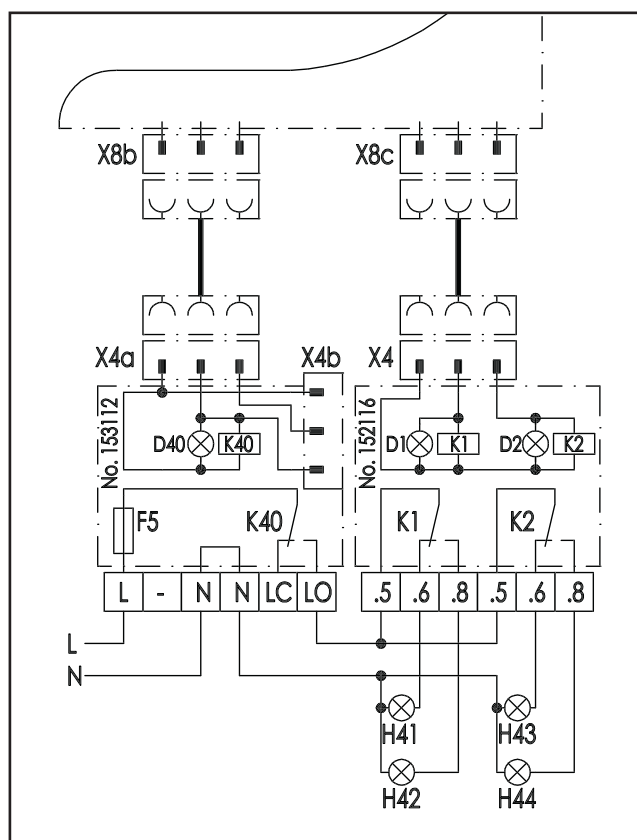 X8b X8c
X4a X4b X4
No. 153112 D40 K40 No. 152116 D1 K1 D2 K2
F5 K40 K1 K2
L - N N LC LO .5 .6 .8 .5 .6 .8
L
N
H41 H43
H42 H44